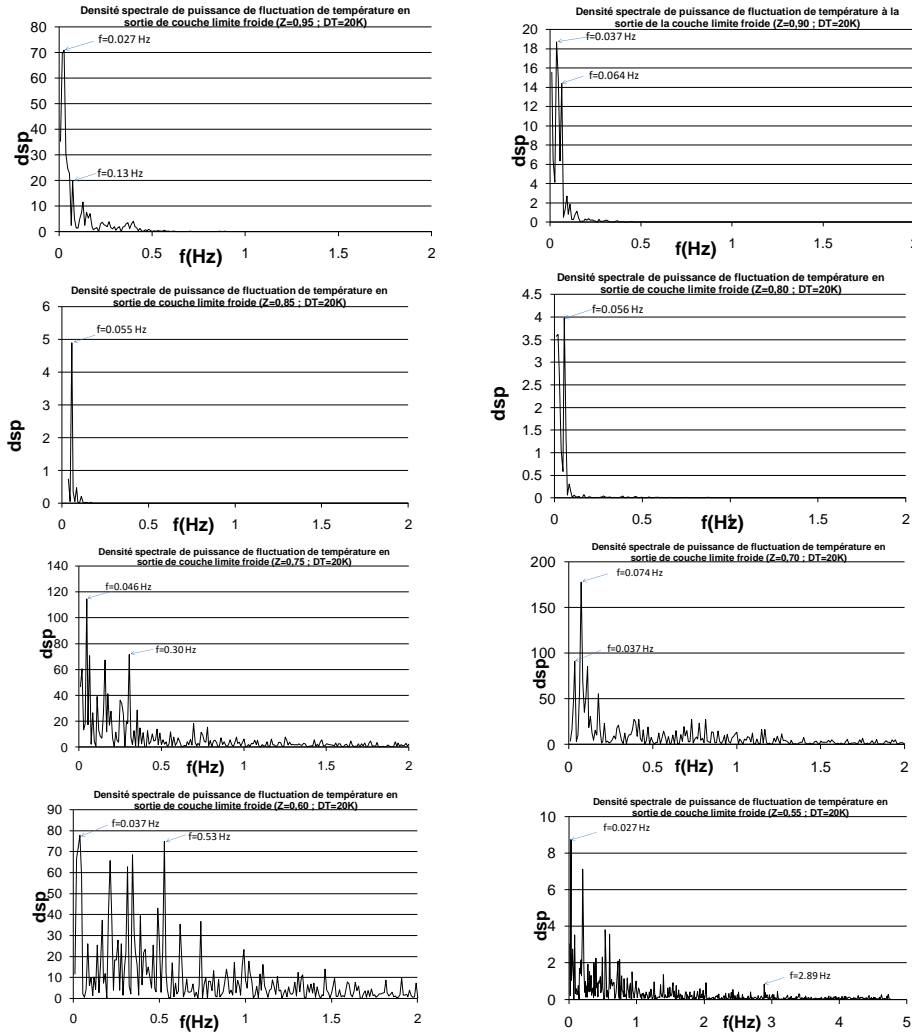 Densité spectrale de puissance de fluctuation de température en
sortie de couche limite froide (Z=0,95 ; DT=20K)
80
70
60
50
40
30
20
10
0
dsp
f=0.027 Hz
f=0.13 Hz
0
0.5
1
1.5
2
f(Hz)
Densité spectrale de puissance de fluctuation de température à la
sortie de la couche limite froide (Z=0,90 ; DT=20K)
20
18
16
14
12
10
8
6
4
2
0
dsp
f=0.037 Hz
f=0.064 Hz
0
0.5
1
1.5
2
f(Hz)
Densité spectrale de puissance de fluctuation de température en
sortie de couche limite froide (Z=0,85 ; DT=20K)
6
5
4
3
2
1
0
dsp
f=0.055 Hz
0
0.5
1
1.5
2
f(Hz)
Densité spectrale de puissance de fluctuation de température en
sortie de couche limite froide (Z=0,80 ; DT=20K)
4.5
4
3.5
3
2.5
2
1.5
1
0.5
0
dsp
f=0.056 Hz
0
0.5
1
1.5
2
f(Hz)
Densité spectrale de puissance de fluctuation de température en
sortie de couche limite froide (Z=0,75 ; DT=20K)
140
120
100
80
60
40
20
0
dsp
f=0.046 Hz
f=0.30 Hz
0
0.5
1
1.5
2
f(Hz)
Densité spectrale de puissance de fluctuation de température en
sortie de couche limite froide (Z=0,70 ; DT=20K)
200
150
100
50
0
dsp
f=0.074 Hz
f=0.037 Hz
0
0.5
1
1.5
2
f(Hz)
Densité spectrale de puissance de fluctuation de température en
sortie de couche limite froide (Z=0,60 ; DT=20K)
90
80
70
60
50
40
30
20
10
0
dsp
f=0.037 Hz
f=0.53 Hz
0
0.5
1
1.5
2
f(Hz)
Densité spectrale de puissance de fluctuation de température en
sortie de couche limite froide (Z=0,55 ; DT=20K)
10
8
6
4
2
0
dsp
f=0.027 Hz
f=2.89 Hz
0
1
2
3
4
5
f(Hz)